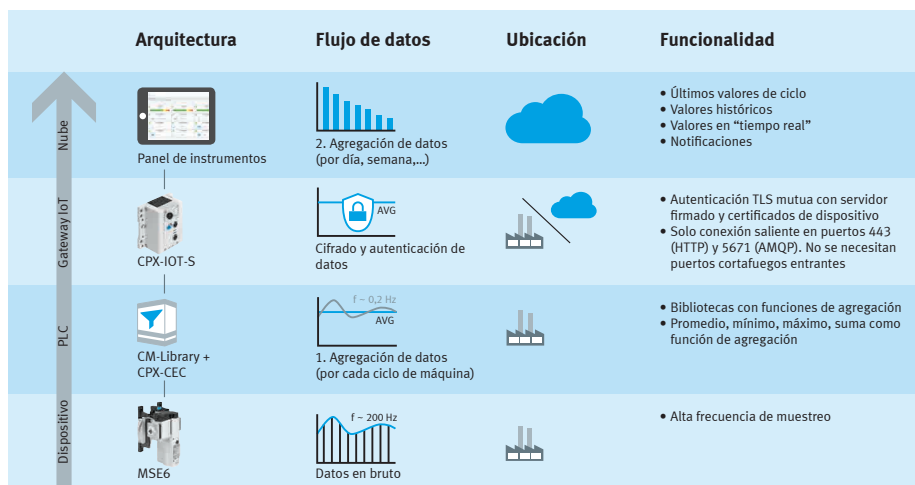 Arquitectura
Flujo de datos
Ubicación
Funcionalidad
Nube
Panel de instrumentos
2. Agregación de datos
(por día, semana,...)
• Últimos valores de ciclo
• Valores históricos
• Valores en “tiempo real”
• Notificaciones
Gateway IoT
CPX-IOT-S
AVG
Cifrado y autenticación de
datos
• Autenticación TLS mutua con servidor
firmado y certificados de dispositivo
• Solo conexión saliente en puertos 443
(HTTP) y 5671 (AMQP). No se necesitan
puertos cortafuegos entrantes
PLC
CM-Library +
CPX-CEC
f ~ 0,2 Hz
AVG
1. Agregación de datos
(por cada ciclo de máquina)
• Bibliotecas con funciones de agregación
• Promedio, mínimo, máximo, suma como
función de agregación
Dispositivo
MSE6
f ~ 200 Hz
Datos en bruto
• Alta frecuencia de muestreo